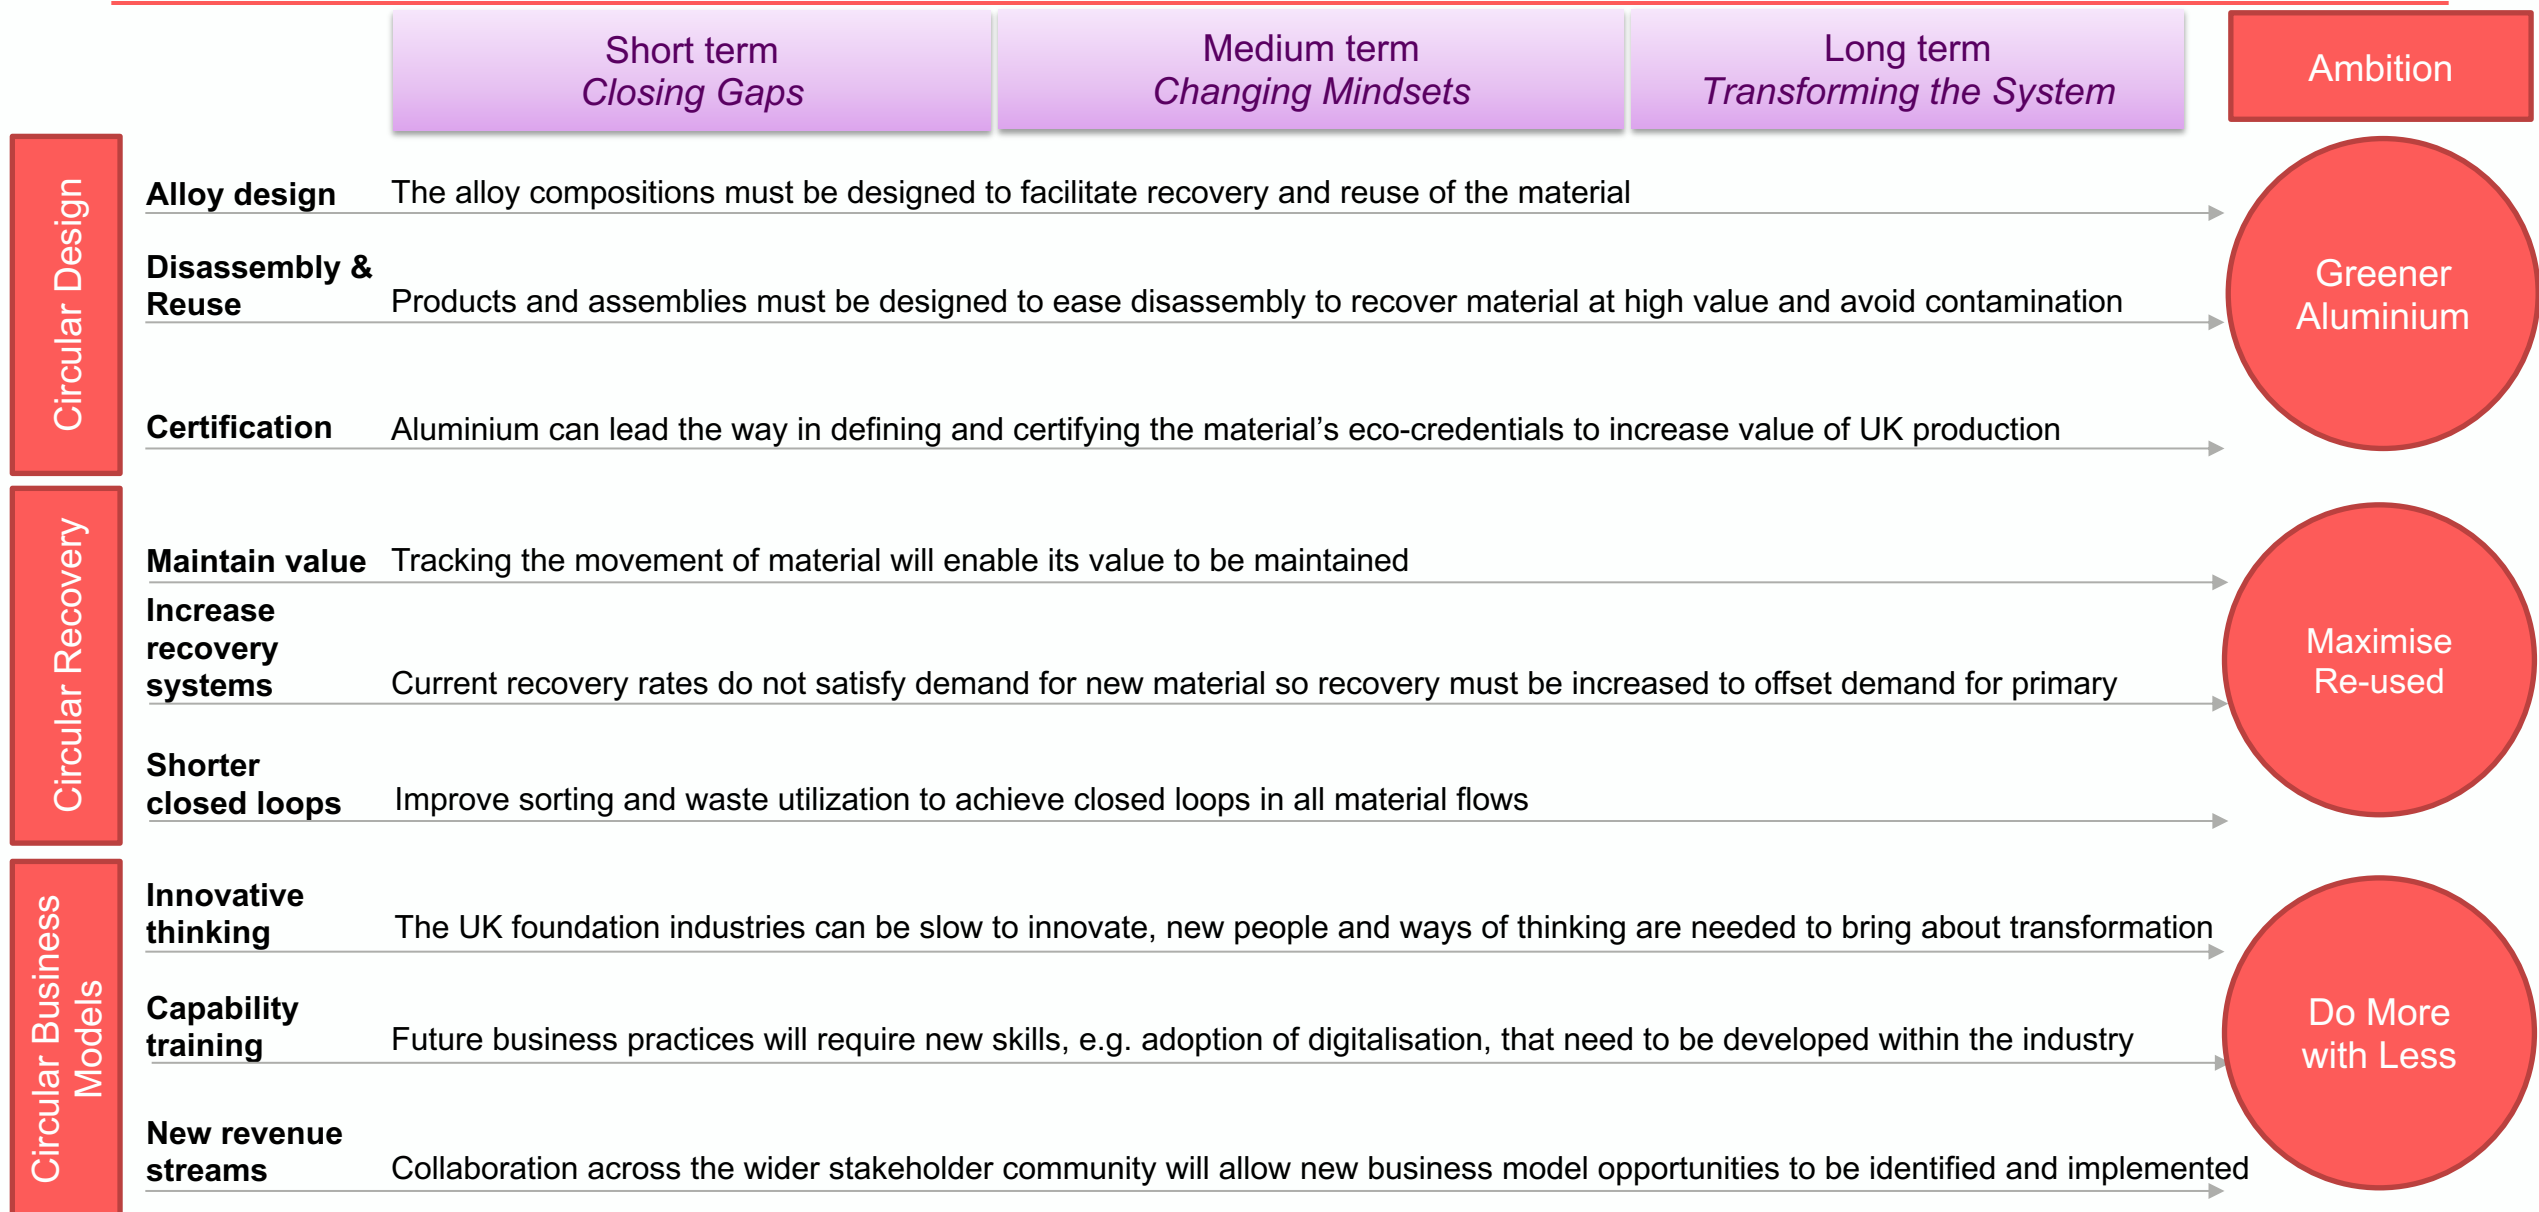 Short term
Closing Gaps
Medium term
Changing Mindsets
Long term
Transforming the System
Ambition
Circular Design
Alloy design
The alloy compositions must be designed to facilitate recovery and reuse of the material
Disassembly &
Reuse
Products and assemblies must be designed to ease disassembly to recover material at high value and avoid contamination
Certification
Aluminium can lead the way in defining and certifying the material’s eco-credentials to increase value of UK production
Greener
Aluminium
Circular Recovery
Maintain value
Tracking the movement of material will enable its value to be maintained
Increase
recovery
systems
Current recovery rates do not satisfy demand for new material so recovery must be increased to offset demand for primary
Shorter
closed loops
Improve sorting and waste utilization to achieve closed loops in all material flows
Maximise
Re-used
Circular Business
Models
Innovative
thinking
The UK foundation industries can be slow to innovate, new people and ways of thinking are needed to bring about transformation
Capability
training
Future business practices will require new skills, e.g. adoption of digitalisation, that need to be developed within the industry
New revenue
streams
Collaboration across the wider stakeholder community will allow new business model opportunities to be identified and implemented
Do More
with Less